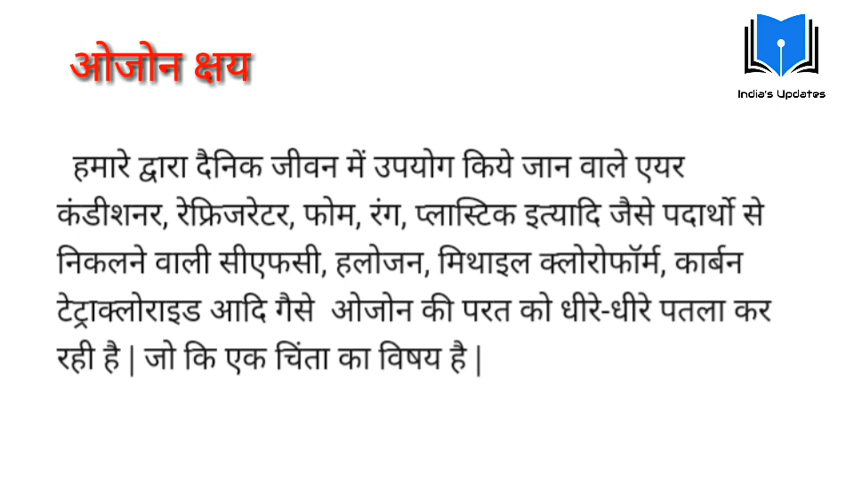 ओजोन क्षय
India's Updates
हमारे द्वारा दैनिक जीवन में उपयोग किये जान वाले एयर
कंडीशनर, रेफ्रिजरेटर, फोम, रंग, प्लास्टिक इत्यादि जैसे पदार्थो से
निकलने वाली सीएफसी, हलोजन, मिथाइल क्लोरोफॉर्म, कार्बन
टेट्राक्लोराइड आदि गैसे ओजोन की परत को धीरे-धीरे पतला कर
रही है | जो कि एक चिंता का विषय है |